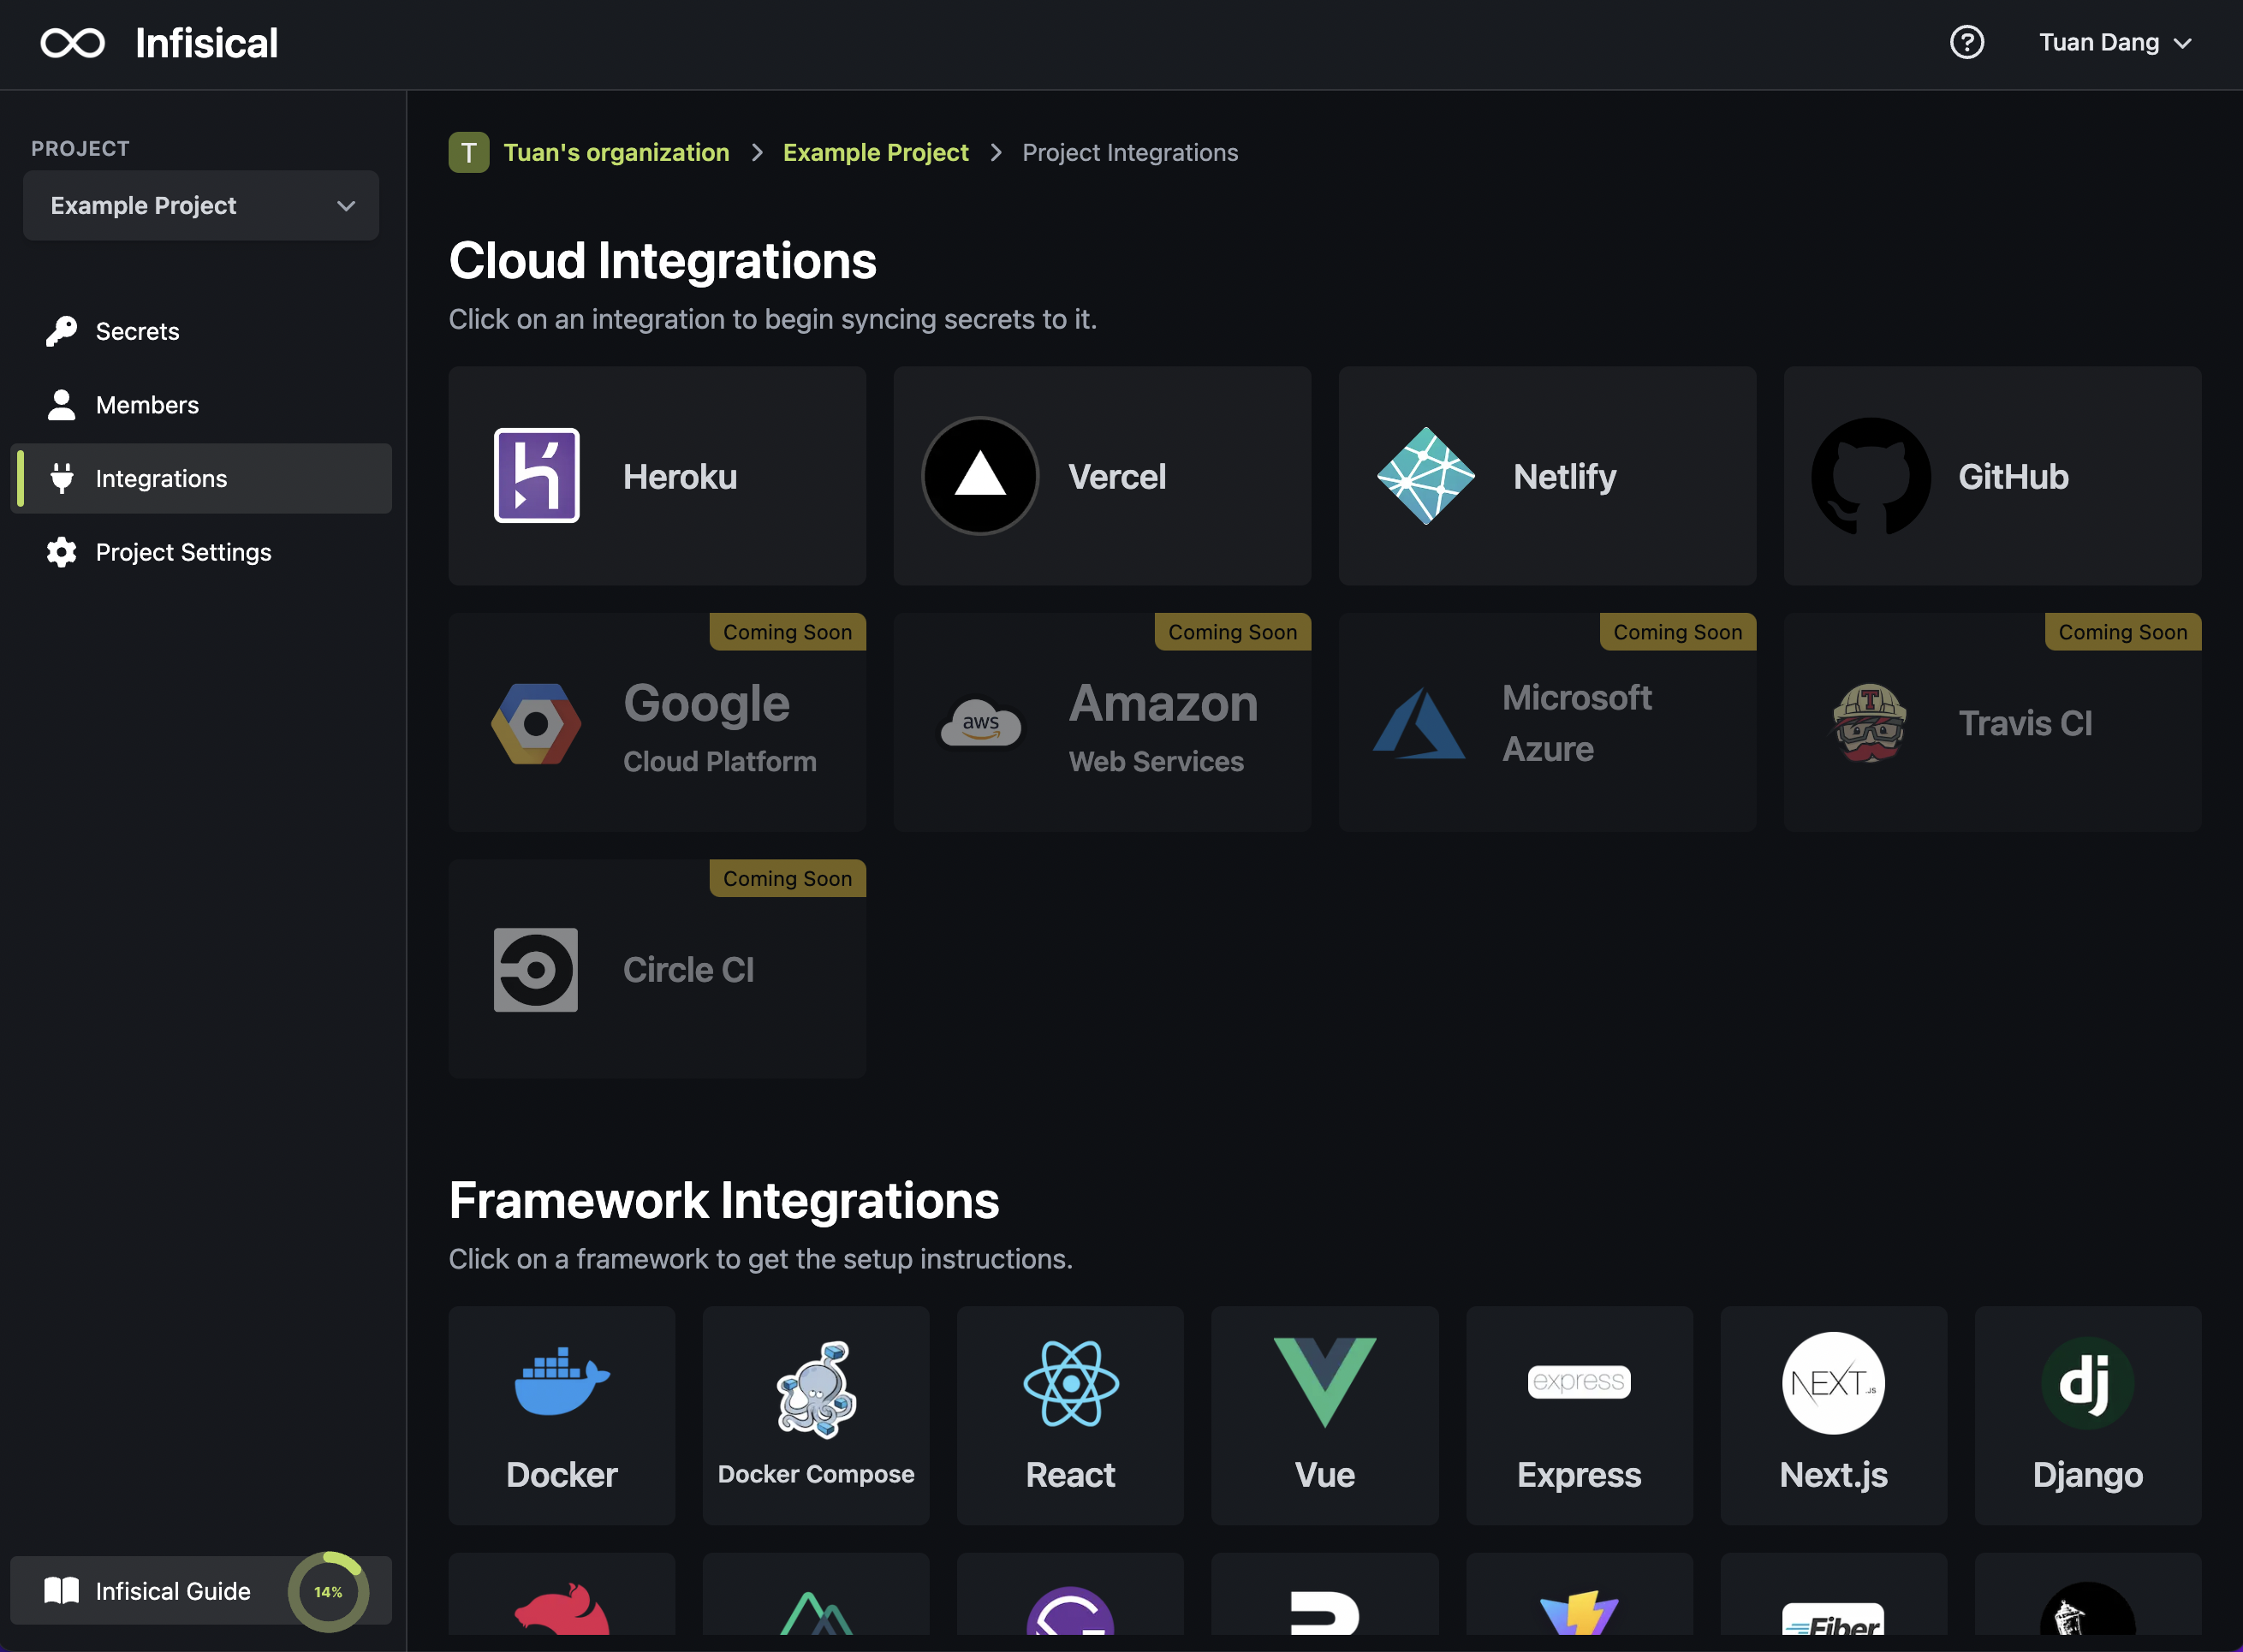 Infisical
?
Tuan Dang
PROJECT
Example Project
Secrets
Members
Integrations
Project Settings
Infisical Guide
14%
T Tuan's organization > Example Project > Project Integrations
Cloud Integrations
Click on an integration to begin syncing secrets to it.
Heroku
Vercel
Netlify
GitHub
Coming Soon
Google
Cloud Platform
Coming Soon
aws
Amazon
Web Services
Coming Soon
Microsoft
Azure
Coming Soon
T
Travis CI
Coming Soon
Circle CI
Framework Integrations
Click on a framework to get the setup instructions.
Docker
Docker Compose
React
Vue
express
Express
NEXT.JS
Next.js
dj
Django
Fiber